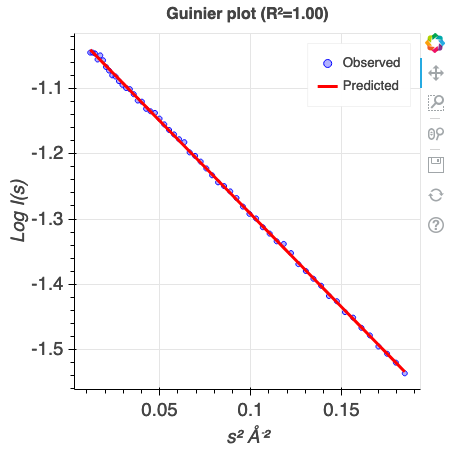 Guinier plot (R²=1.00)
Observed
Predicted
-1.1
-1.2
-1.3
-1.4
-1.5
Log I(s)
0.05
0.1
0.15
s² Å⁻²